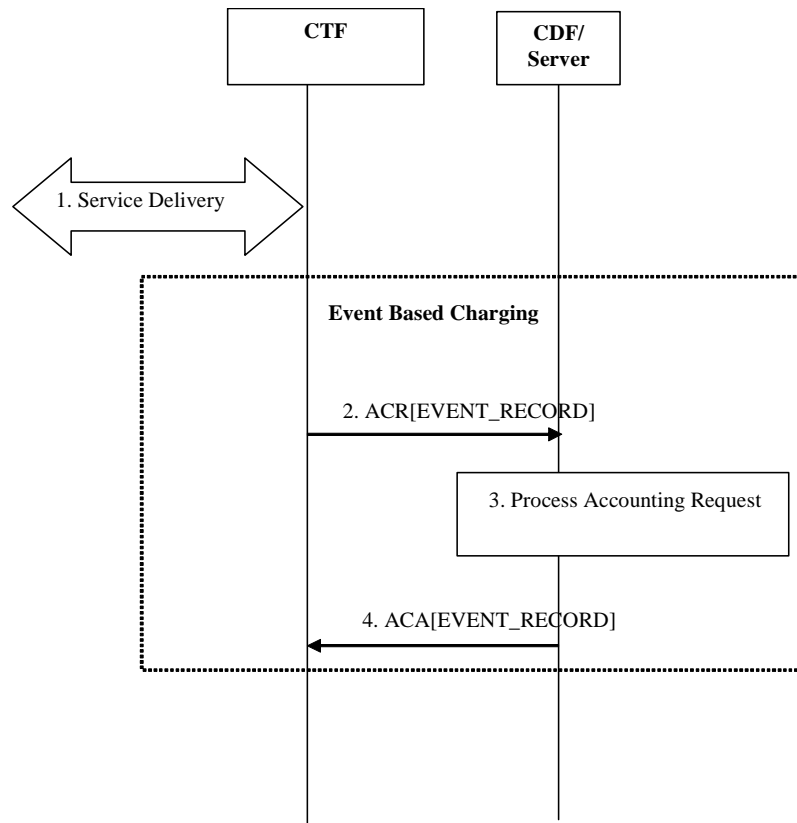 CTF
CDF/
Server
1. Service Delivery
Event Based Charging
2. ACR[EVENT_RECORD]
3. Process Accounting Request
4. ACA[EVENT_RECORD]